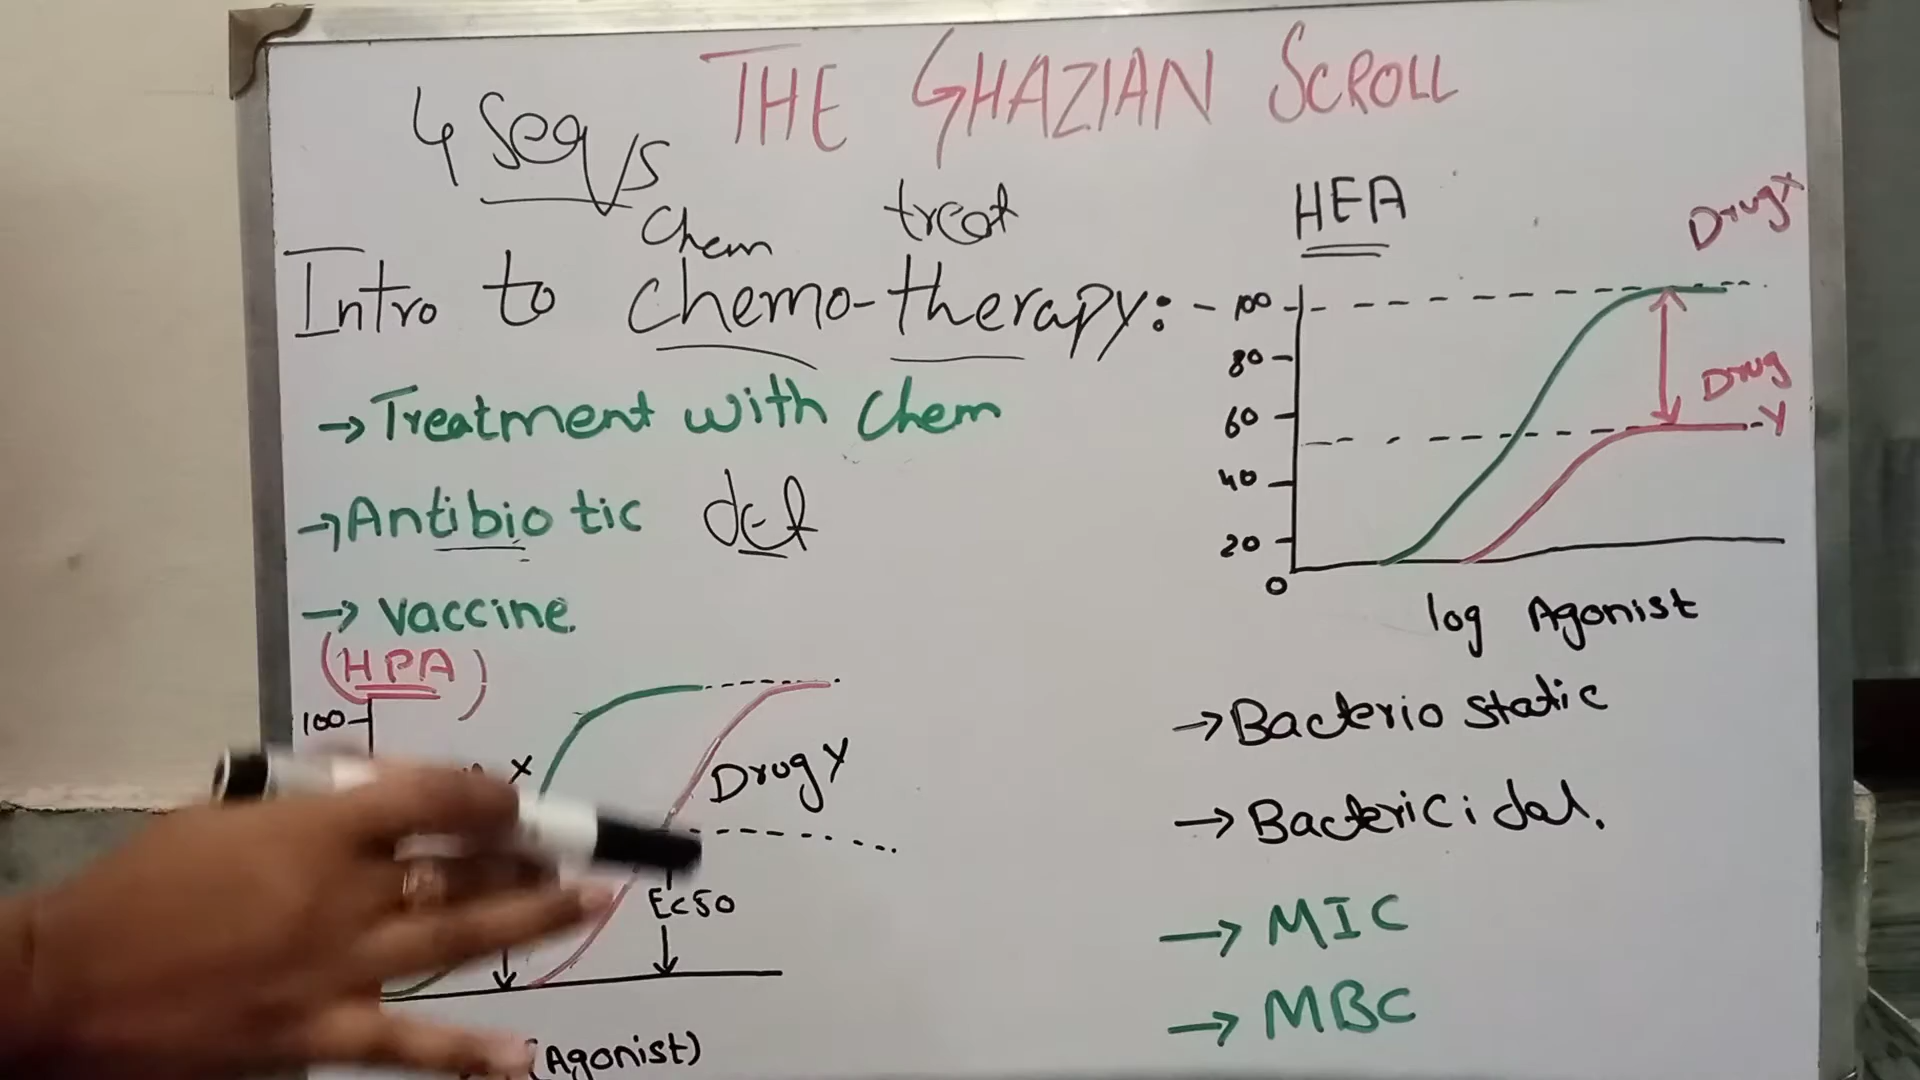 THE GHAZIAN SCROLL
4 Seq/s
Chem treat
Intro to Chemo-therapy:-
→ Treatment with Chem
→ Antibiotic def
→ Vaccine
(HPA)
100
X
Drug Y
EC50
(Agonist)
HEA
Drug X
100
80
Drug
Y
60
40
20
0
log Agonist
→ Bacterio static
→ Bactericidal.
→ MIC
→ MBC